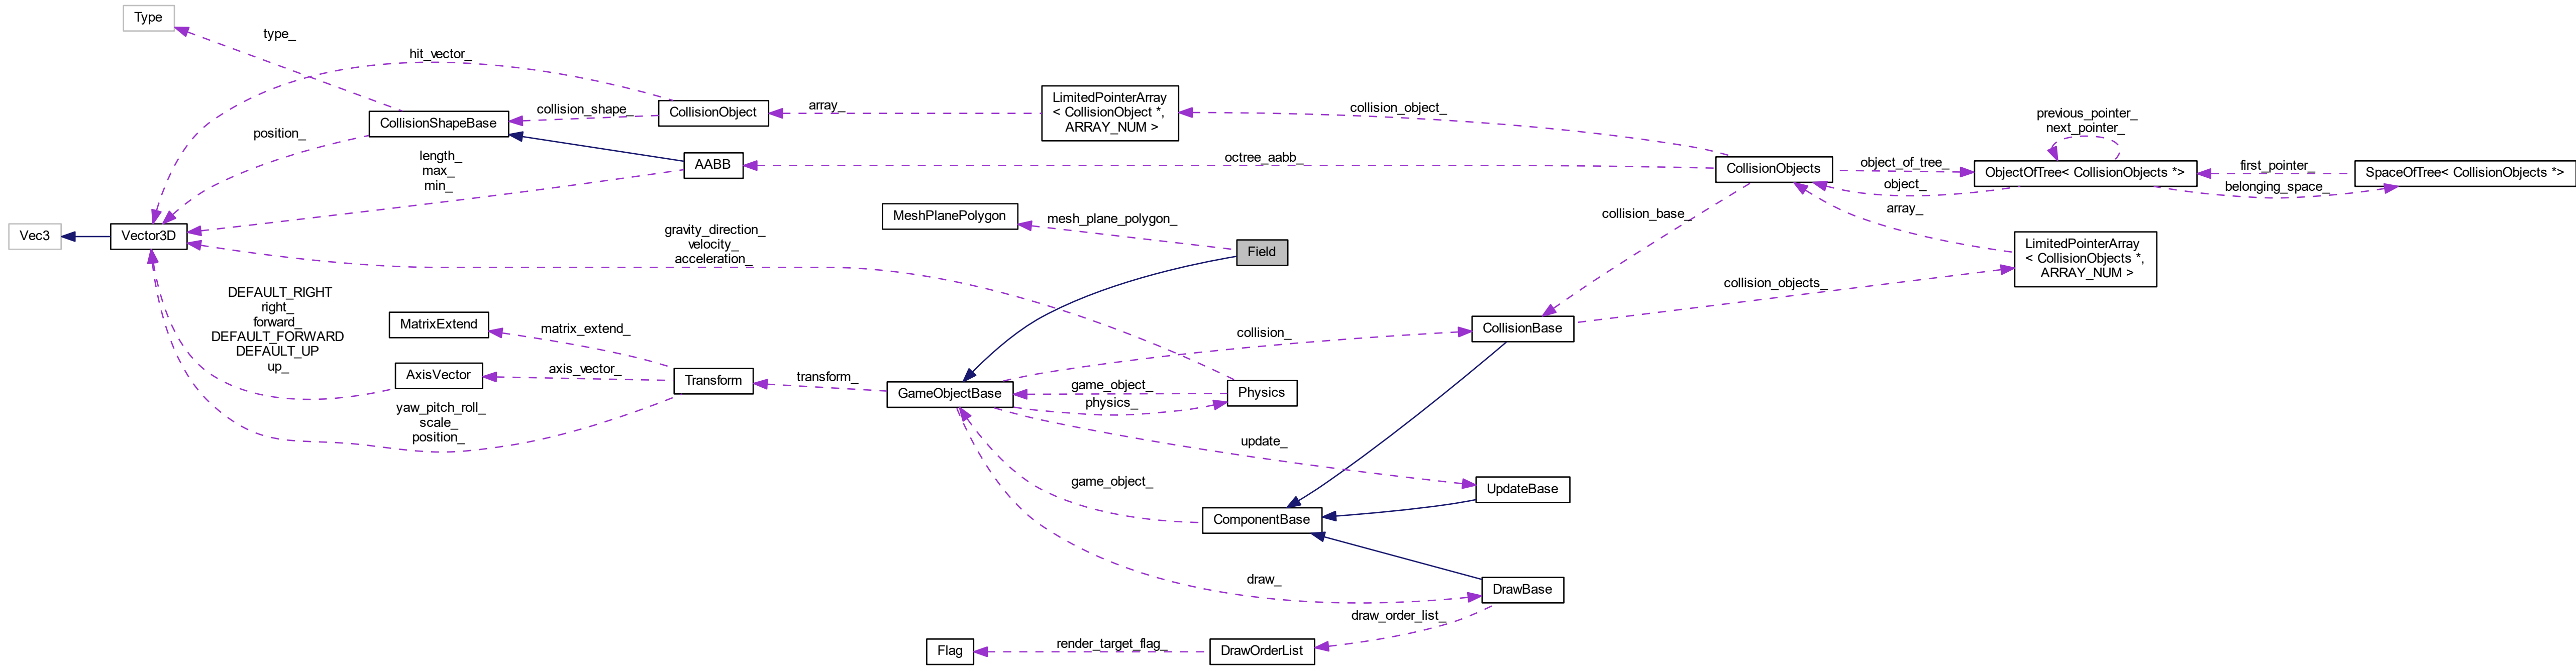 Type
type_
hit_vector_
CollisionShapeBase
collision_shape_
CollisionObject
array_
LimitedPointerArray
< CollisionObject *,
ARRAY_NUM >
collision_object_
previous_pointer_
next_pointer_
position_
length_
max_
min_
AABB
octree_aabb_
CollisionObjects
object_of_tree_
object_
ObjectOfTree< CollisionObjects *>
first_pointer_
belonging_space_
SpaceOfTree< CollisionObjects *>
Vec3
Vector3D
MeshPlanePolygon
mesh_plane_polygon_
Field
collision_base_
array_
LimitedPointerArray
< CollisionObjects *,
ARRAY_NUM >
gravity_direction_
velocity_
acceleration_
collision_objects_
DEFAULT_RIGHT
right_
forward_
DEFAULT_FORWARD
DEFAULT_UP
up_
MatrixExtend
matrix_extend_
collision_
CollisionBase
AxisVector
axis_vector_
Transform
transform_
GameObjectBase
game_object_
physics_
Physics
yaw_pitch_roll_
scale_
position_
update_
UpdateBase
game_object_
ComponentBase
draw_
DrawBase
draw_order_list_
Flag
render_target_flag_
DrawOrderList